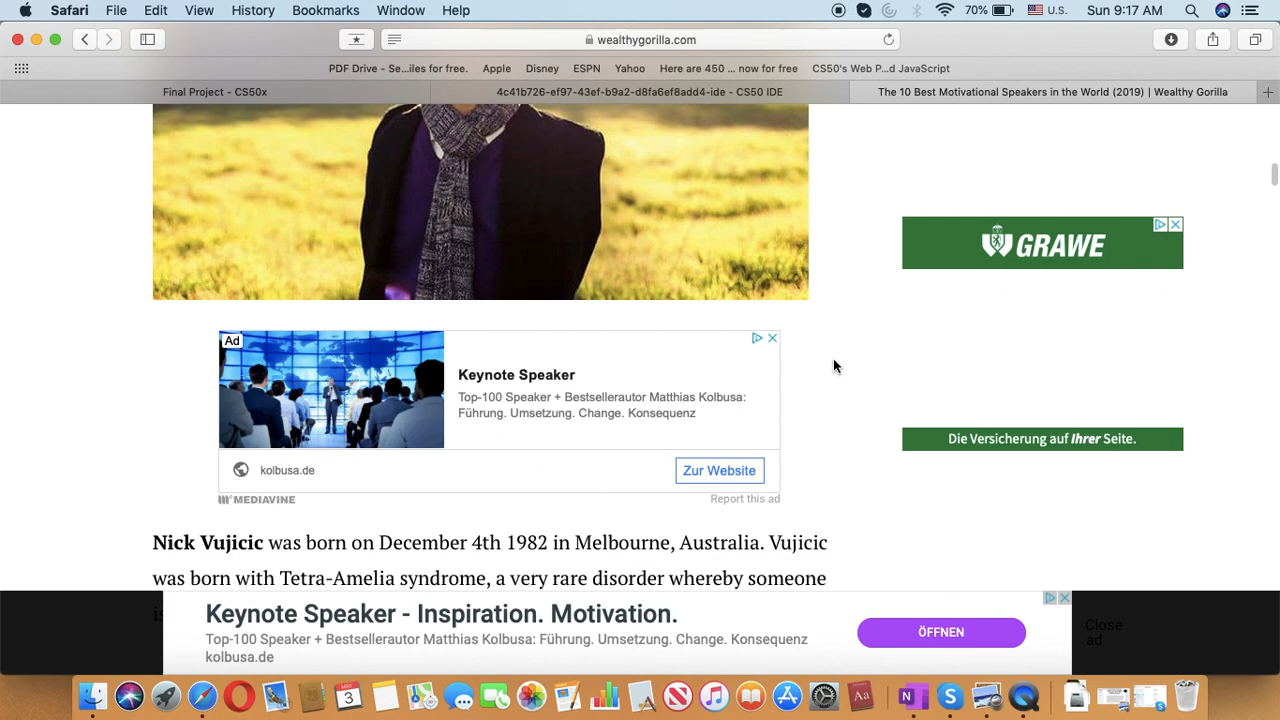 Safari File Edit View History Bookmarks Window Help 70% U.S. Sun 9:17 AM
wealthygorilla.com
PDF Drive - Se...iles for free. Apple Disney ESPN Yahoo Here are 450 ... now for free CS50's Web P...d JavaScript
Final Project - CS50x 4c41b726-ef97-43ef-b9a2-d8fa6ef8add4-ide - CS50 IDE The 10 Best Motivational Speakers in the World (2019) | Wealthy Gorilla
GRAWE
Die Versicherung auf Ihrer Seite.
Ad
Keynote Speaker
Top-100 Speaker + Bestsellerautor Matthias Kolbusa:
Führung. Umsetzung. Change. Konsequenz
kolbusa.de
Zur Website
MEDIAVINE
Report this ad
Nick Vujicic was born on December 4th 1982 in Melbourne, Australia. Vujicic
was born with Tetra-Amelia syndrome, a very rare disorder whereby someone
Keynote Speaker - Inspiration. Motivation.
Top-100 Speaker + Bestsellerautor Matthias Kolbusa: Führung. Umsetzung. Change. Konsequenz
kolbusa.de
ÖFFNEN
Close
ad
MAY
3
Aa
N
S